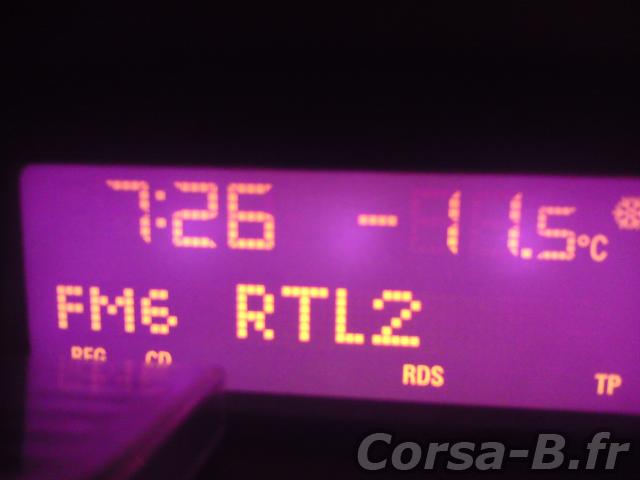 7:26 -11.5°C
FM6 RTL2
REG CD
RDS TP
Corsa-B.fr